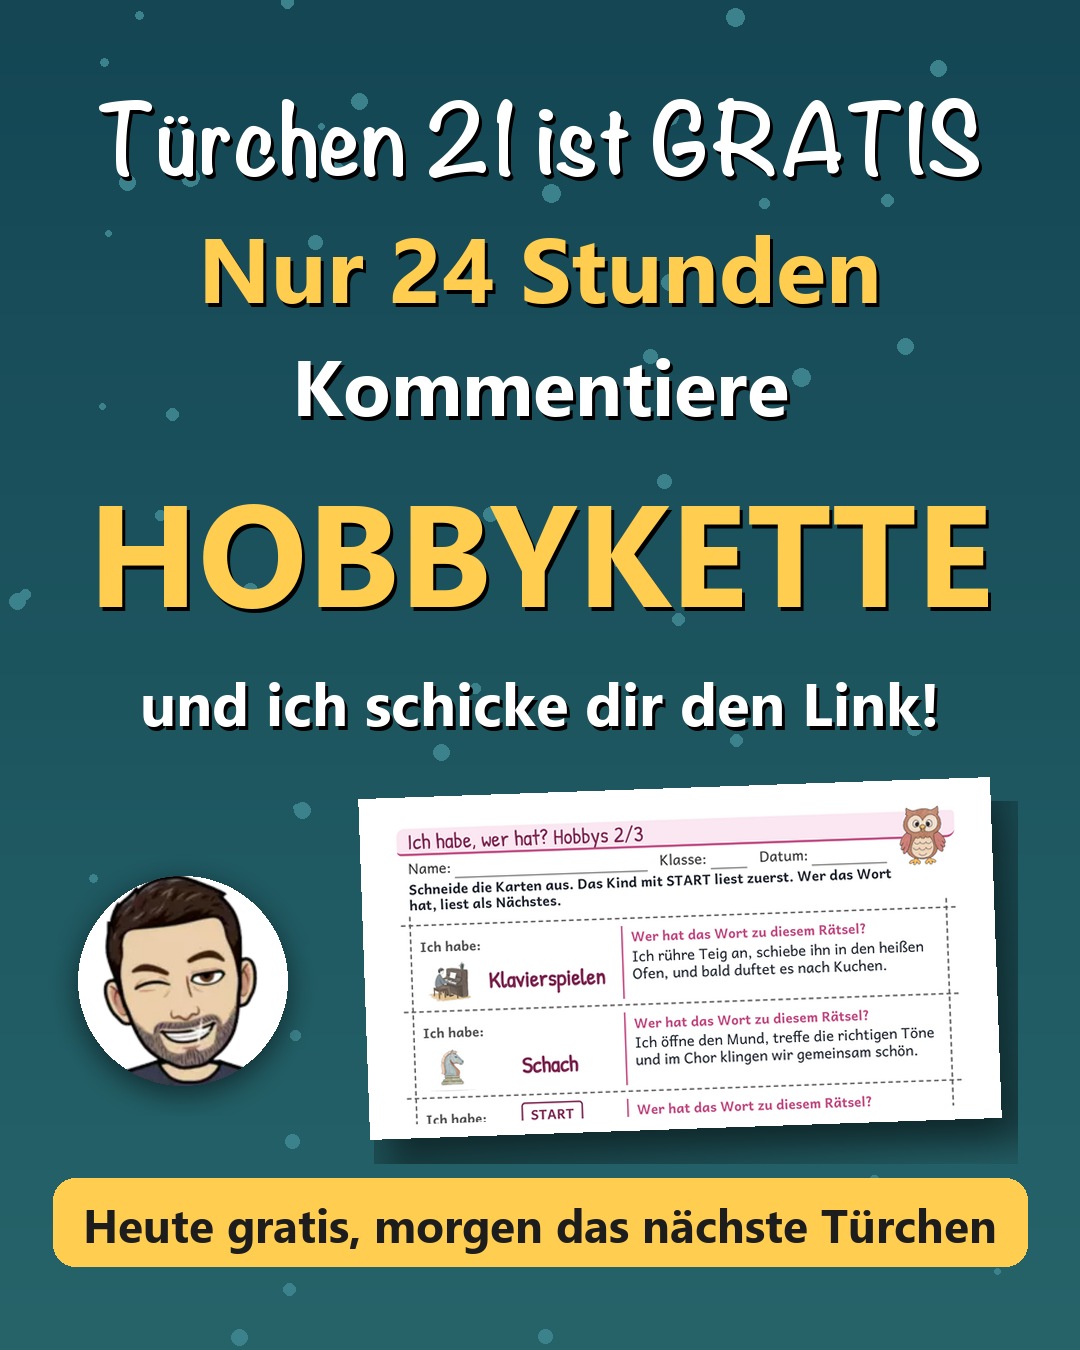 Türchen 21 ist GRATIS
Nur 24 Stunden
Kommentiere
HOBBYKETTE
und ich schicke dir den Link!
Ich habe, wer hat? Hobbys 2/3
Name: Klasse: Datum:
Schneide die Karten aus. Das Kind mit START liest zuerst. Wer das Wort
hat, liest als Nächstes.
Ich habe:
Klavierspielen
Wer hat das Wort zu diesem Rätsel?
Ich rühre Teig an, schiebe ihn in den heißen
Ofen, und bald duftet es nach Kuchen.
Ich habe:
Schach
Wer hat das Wort zu diesem Rätsel?
Ich öffne den Mund, treffe die richtigen Töne
und im Chor klingen wir gemeinsam schön.
Ich habe:
START
Wer hat das Wort zu diesem Rätsel?
Heute gratis, morgen das nächste Türchen